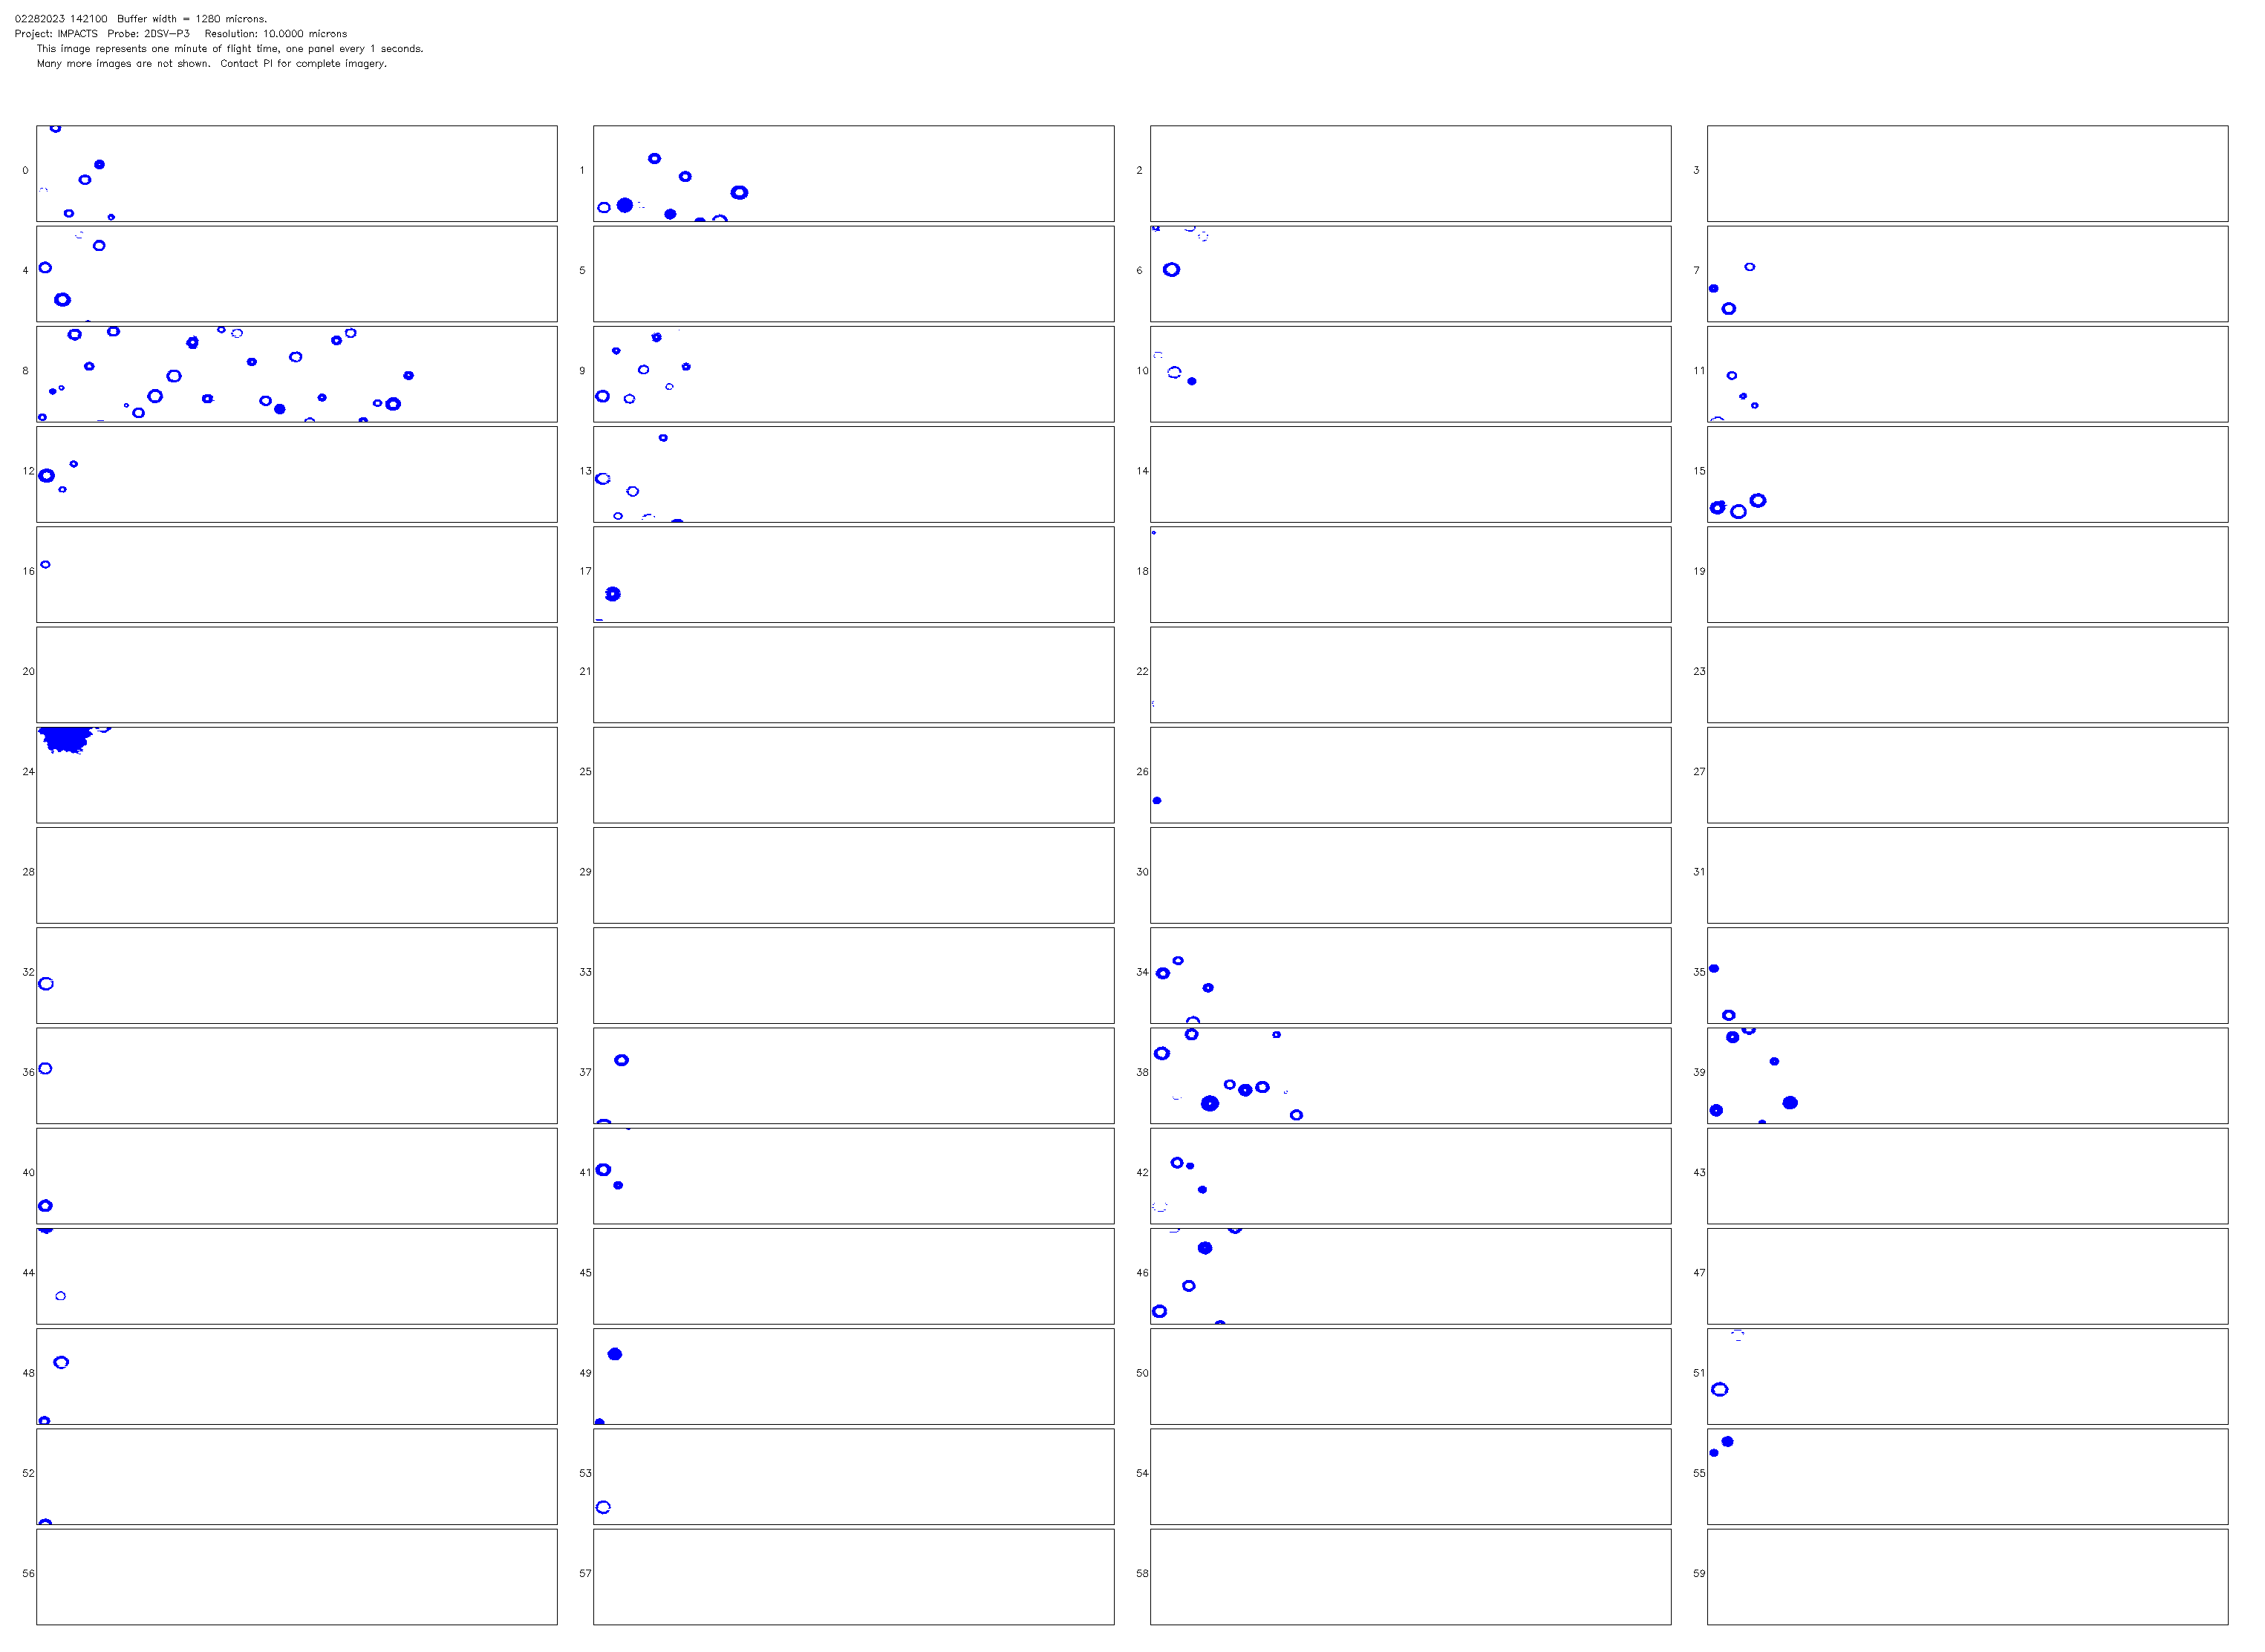 02282023 142100  Buffer width = 1280 microns.
Project: IMPACTS  Probe: 2DSV-P3   Resolution: 10.0000 microns
This image represents one minute of flight time, one panel every 1 seconds.
Many more images are not shown.  Contact PI for complete imagery.
0 1 2 3
4 5 6 7
8 9 10 11
12 13 14 15
16 17 18 19
20 21 22 23
24 25 26 27
28 29 30 31
32 33 34 35
36 37 38 39
40 41 42 43
44 45 46 47
48 49 50 51
52 53 54 55
56 57 58 59